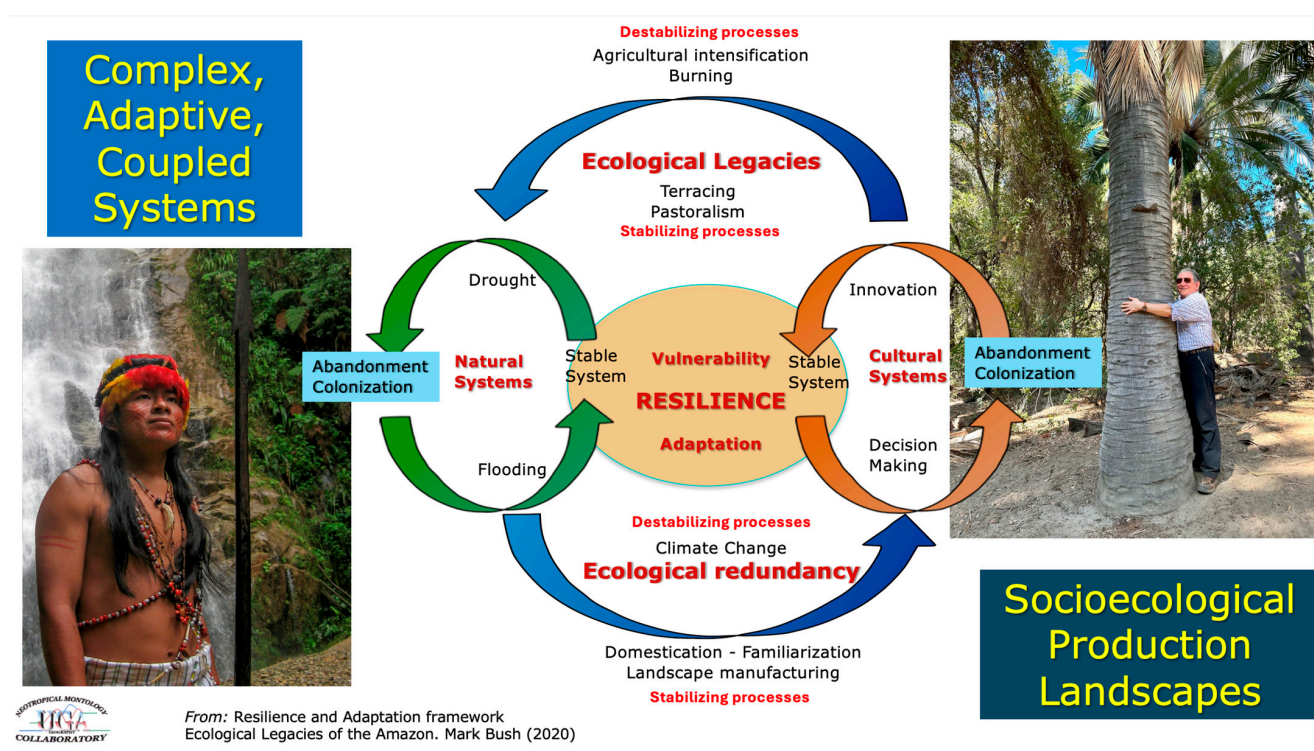 Complex,
Adaptive,
Coupled
Systems
Destabilizing processes
Agricultural intensification
Burning
Ecological Legacies
Terracing
Pastoralism
Stabilizing processes
Drought
Innovation
Abandonment
Colonization
Natural
Systems
Stable
System
Vulnerability
RESILIENCE
Adaptation
Stable
System
Cultural
Systems
Abandonment
Colonization
Flooding
Decision
Making
Destabilizing processes
Climate Change
Ecological redundancy
Domestication - Familiarization
Landscape manufacturing
Stabilizing processes
Socioecological
Production
Landscapes
NEOTROPICAL MONTOLOGY
UGA
GEOGRAPHY
COLLABORATORY
From: Resilience and Adaptation framework
Ecological Legacies of the Amazon. Mark Bush (2020)